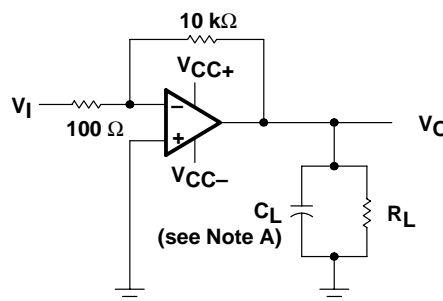 10 kΩ
VCC+
VI
−
VO
100 Ω
+
VCC−
CL
RL
(see Note A)